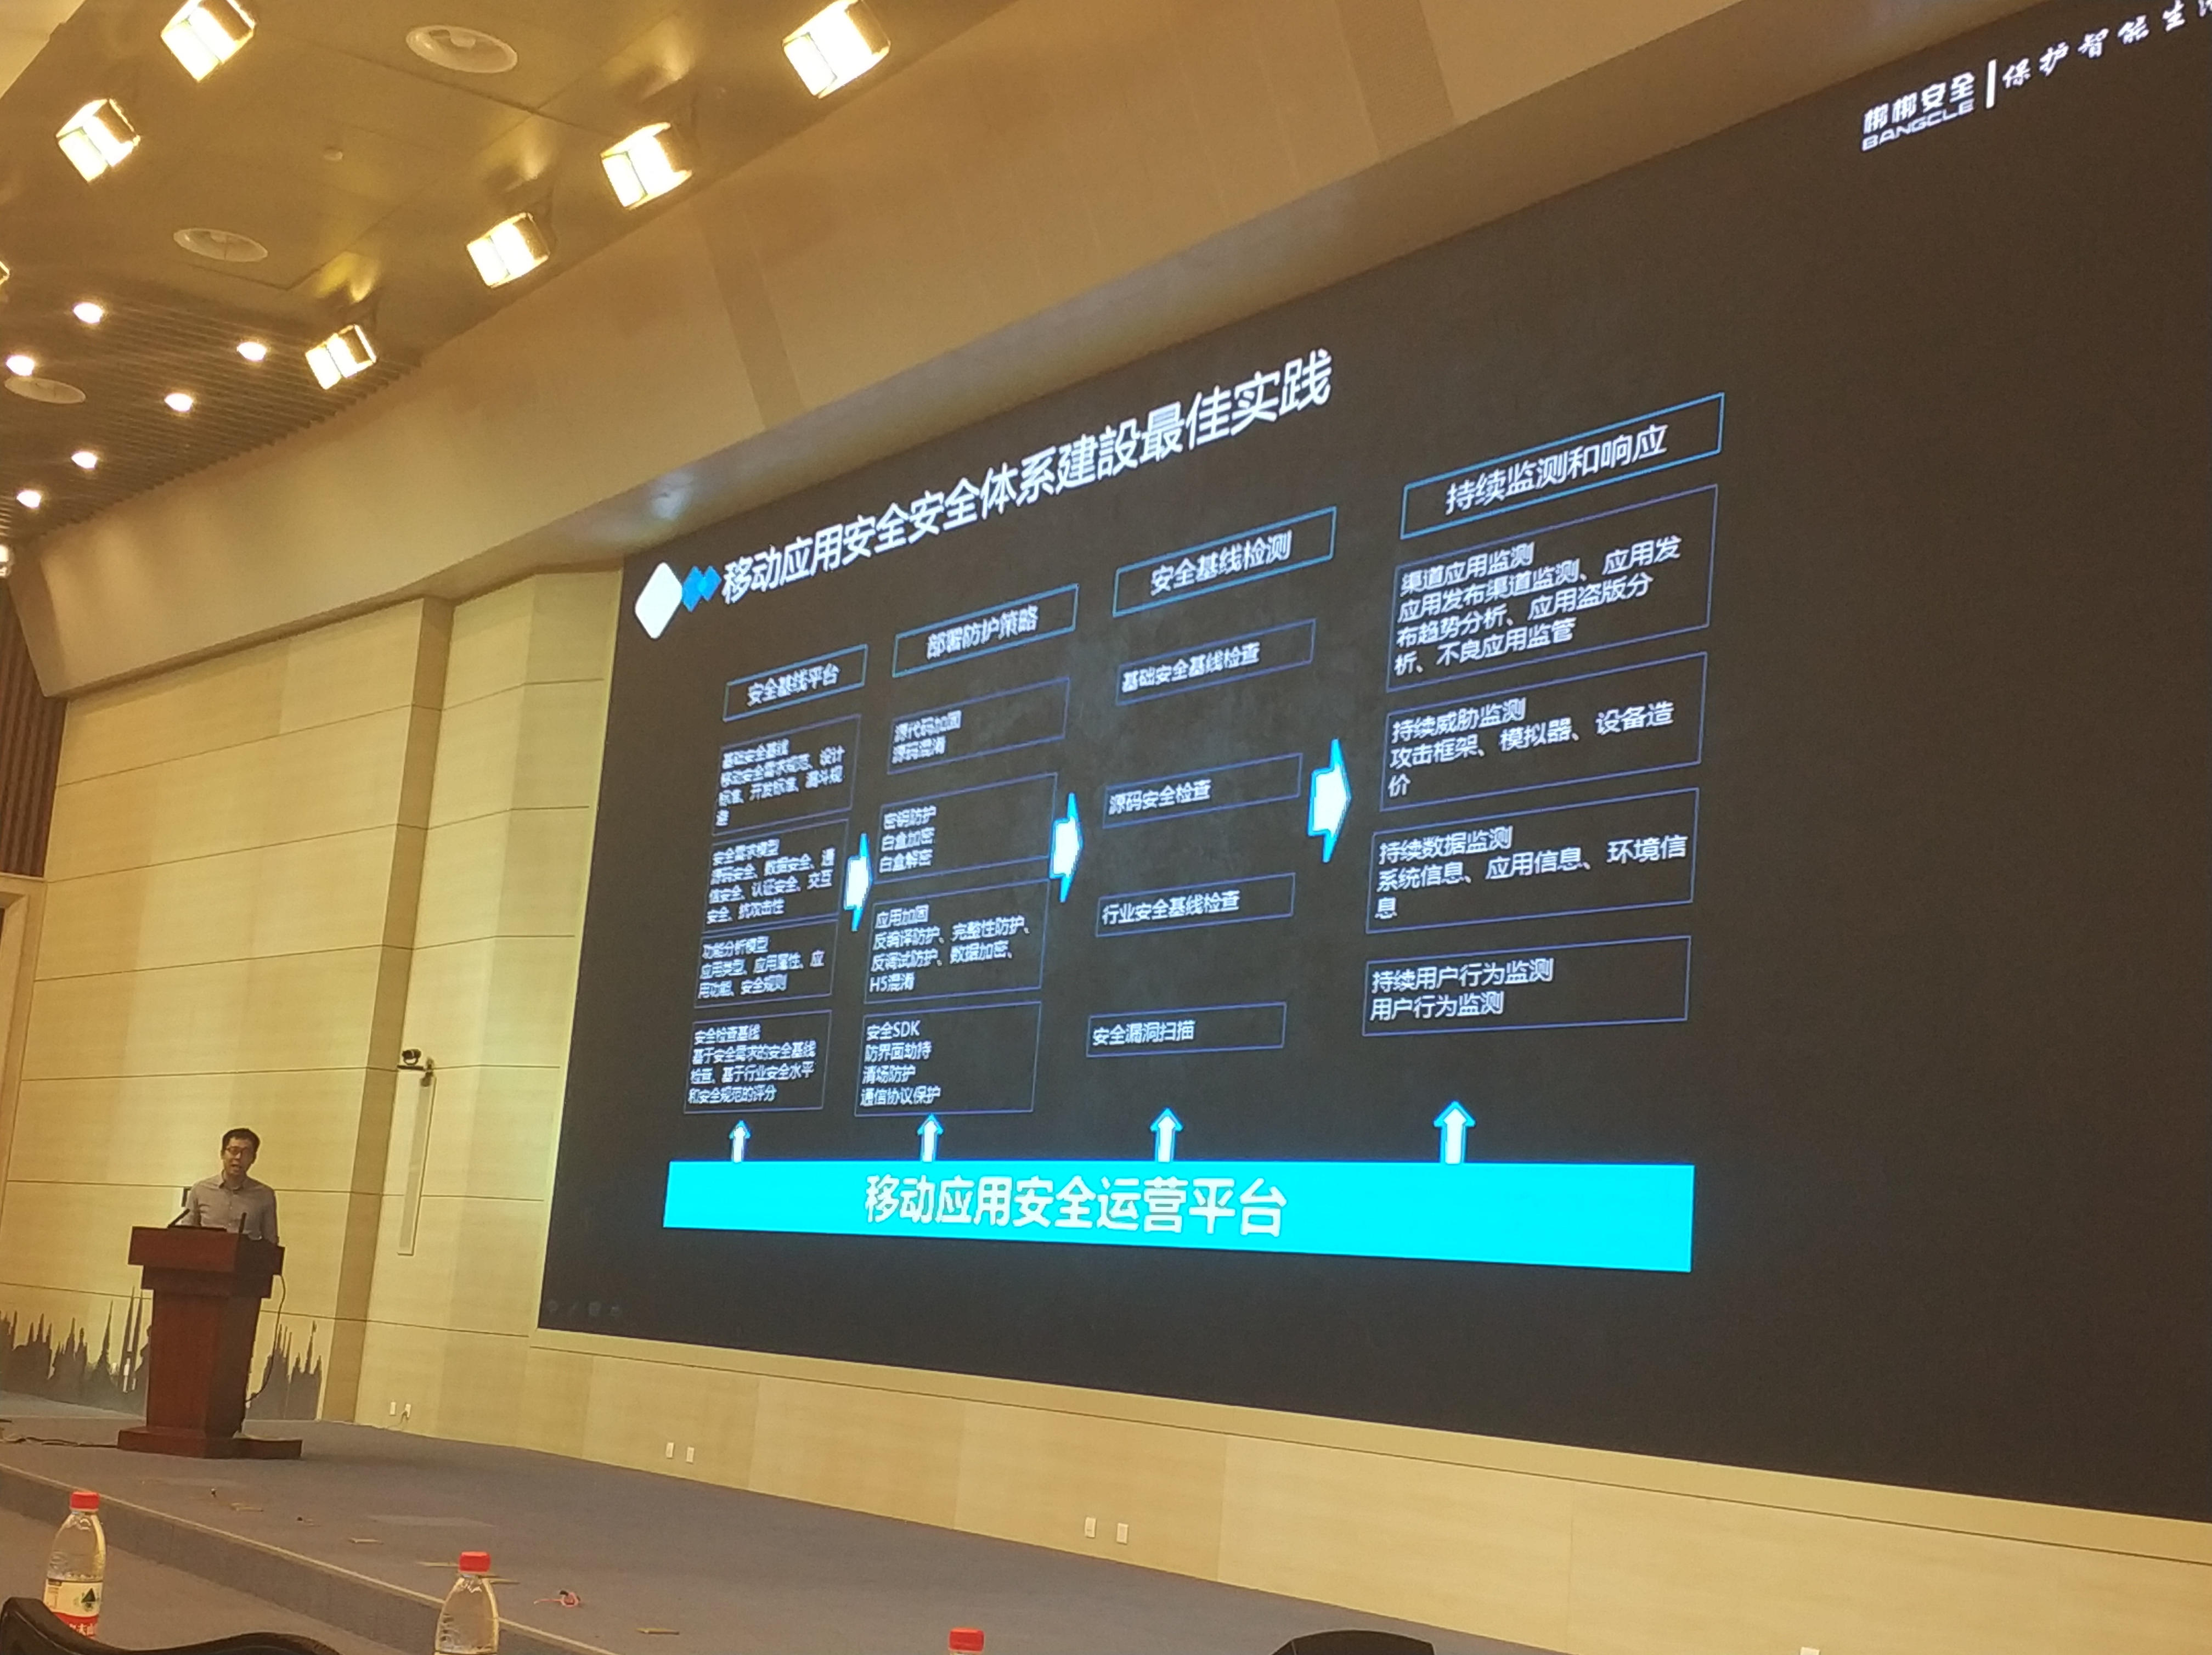 梆梆安全
BANGCLE
保护智能生
移动应用安全安全体系建設最佳实践
安全基线平台
基础安全基线
移动安全需求规范、设计
标准、开发标准、漏斗规
避
安全需求模型
源码安全、数据安全、通
信安全、认证安全、交互
安全、抗攻击性
功能分析模型
应用类型、应用属性、应
用功能、安全规则
安全检查基线
基于安全需求的安全基线
检查、基于行业安全水平
和安全规范的评分
部署防护策略
源代码加固
源码混淆
密钥防护
白盒加密
白盒解密
应用加固
反编译防护、完整性防护、
反调试防护、数据加密、
H5混淆
安全SDK
防界面劫持
清场防护
通信协议保护
安全基线检测
基础安全基线检查
源码安全检查
行业安全基线检查
安全漏洞扫描
持续监测和响应
渠道应用监测
应用发布渠道监测、应用发
布趋势分析、应用盗版分
析、不良应用监管
持续威胁监测
攻击框架、模拟器、设备造
价
持续数据监测
系统信息、应用信息、环境信
息
持续用户行为监测
用户行为监测
移动应用安全运营平台